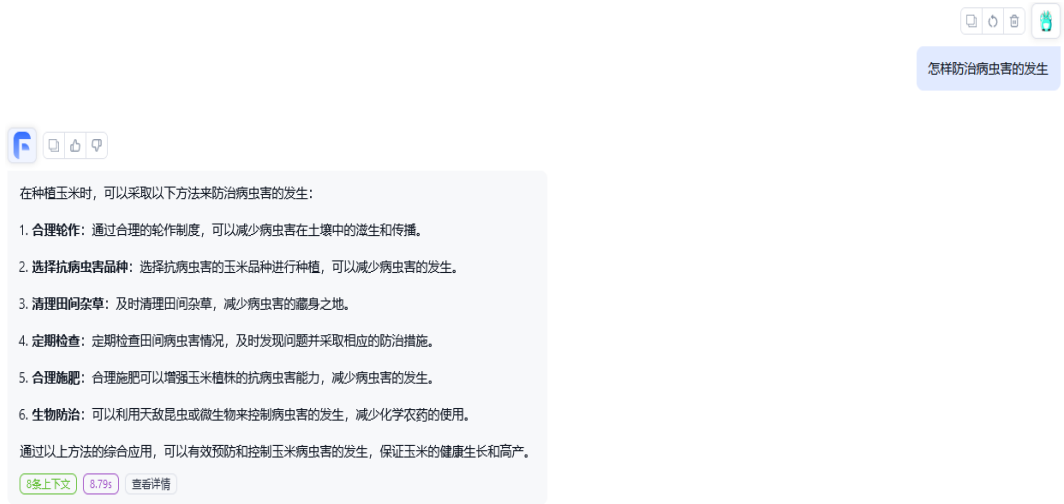 怎样防治病虫害的发生
在种植玉米时，可以采取以下方法来防治病虫害的发生：
1. 合理轮作：通过合理的轮作制度，可以减少病虫害在土壤中的滋生和传播。
2. 选择抗病虫害品种：选择抗病虫害的玉米品种进行种植，可以减少病虫害的发生。
3. 清理田间杂草：及时清理田间杂草，减少病虫害的藏身之地。
4. 定期检查：定期检查田间病虫害情况，及时发现问题并采取相应的防治措施。
5. 合理施肥：合理施肥可以增强玉米植株的抗病虫害能力，减少病虫害的发生。
6. 生物防治：可以利用天敌昆虫或微生物来控制病虫害的发生，减少化学农药的使用。
通过以上方法的综合应用，可以有效预防和控制玉米病虫害的发生，保证玉米的健康生长和高产。
8条上下文 8.79s 查看详情